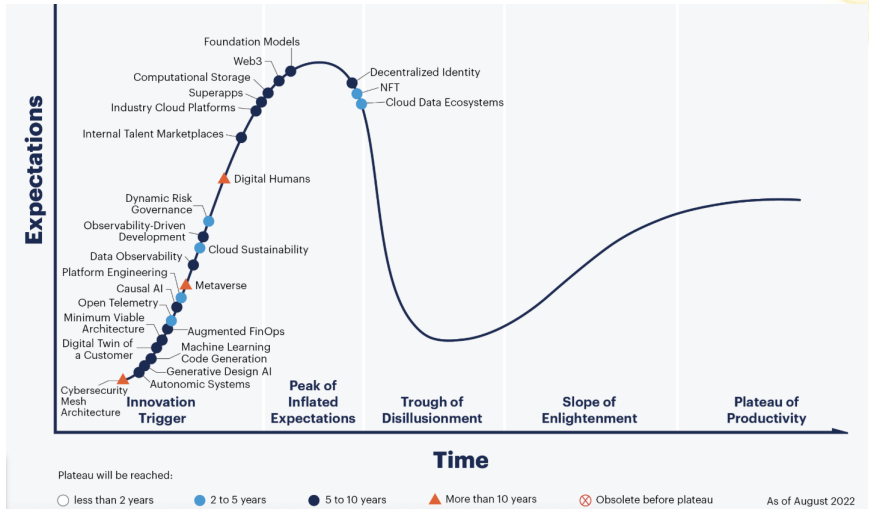 Expectations
Foundation Models
Web3
Computational Storage
Superapps
Industry Cloud Platforms
Internal Talent Marketplaces
Decentralized Identity
NFT
Cloud Data Ecosystems
Digital Humans
Dynamic Risk
Governance
Observability-Driven
Development
Cloud Sustainability
Data Observability
Platform Engineering
Metaverse
Causal AI
Open Telemetry
Minimum Viable
Architecture
Augmented FinOps
Digital Twin of
a Customer
Machine Learning
Code Generation
Generative Design AI
Autonomic Systems
Cybersecurity
Mesh
Architecture
Innovation
Trigger
Peak of
Inflated
Expectations
Trough of
Disillusionment
Slope of
Enlightenment
Plateau of
Productivity
Time
Plateau will be reached:
less than 2 years
2 to 5 years
5 to 10 years
More than 10 years
Obsolete before plateau
As of August 2022